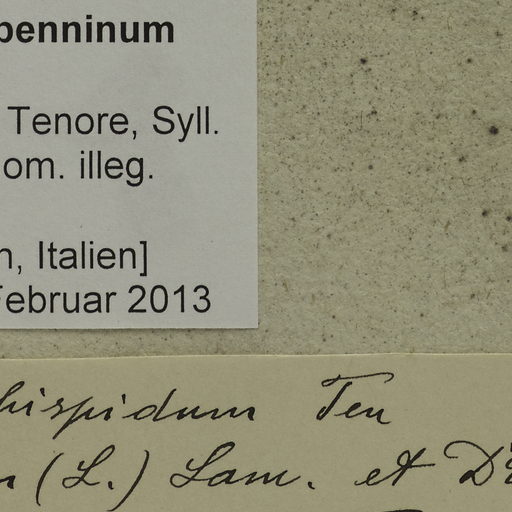 penninum
Tenore, Syll.
om. illeg.
n, Italien]
Februar 2013
hispidum Ten
(L.) Lam. et D